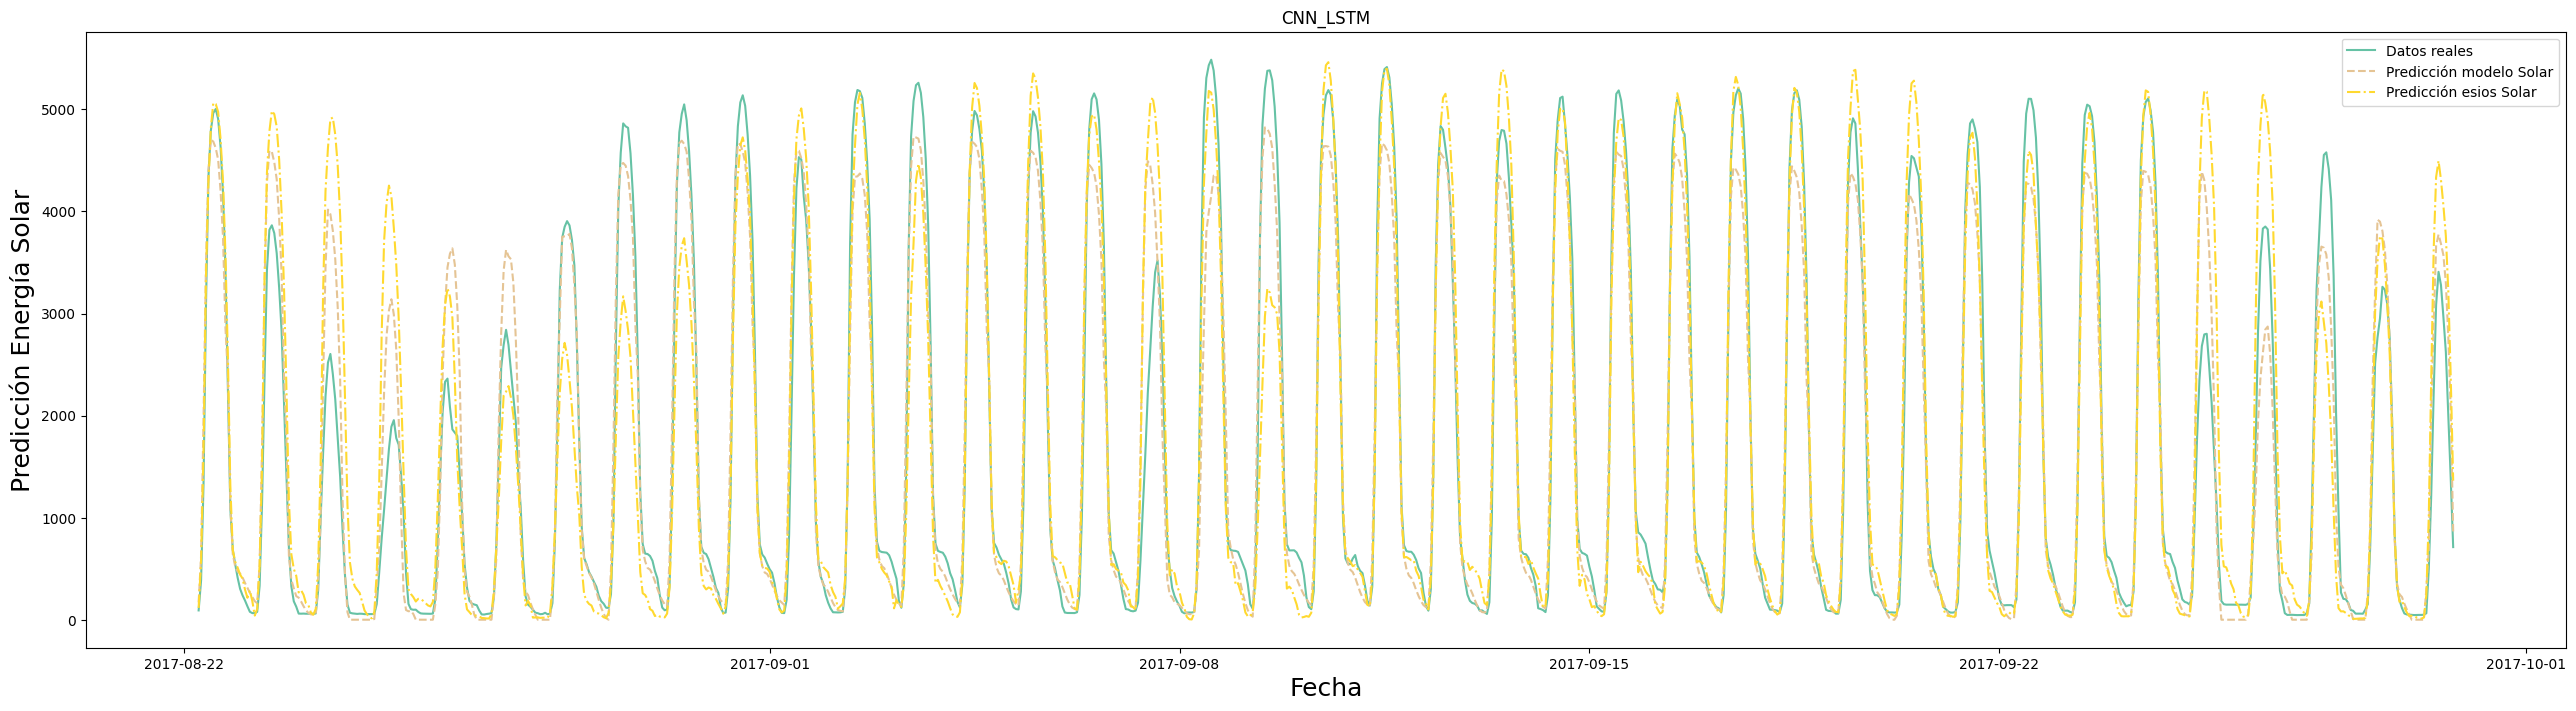 CNN_LSTM
Datos reales
Predicción modelo Solar
Predicción esios Solar
Predicción Energía Solar
5000
4000
3000
2000
1000
0
2017-08-22
2017-09-01
2017-09-08
2017-09-15
2017-09-22
2017-10-01
Fecha